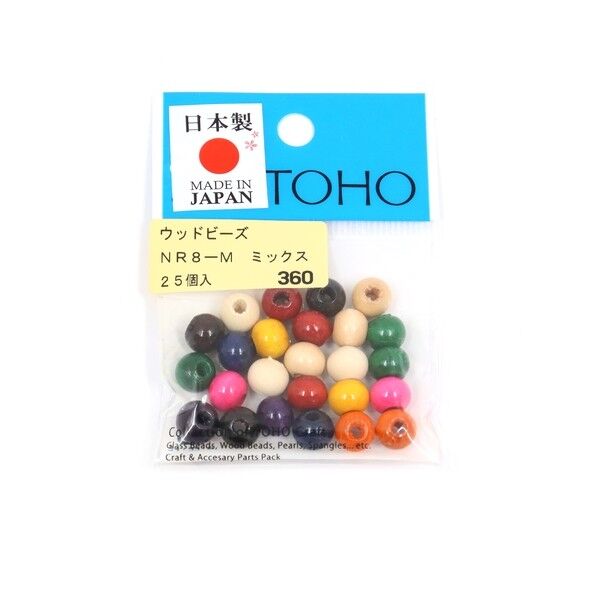 日本製
MADE IN
JAPAN
TOHO
ウッドビーズ
NR8ーM ミックス
25個入 360
TOHO
Glass Beads, Wood Beads, Pearls, Spangles... etc.
Craft & Accesary Parts Pack